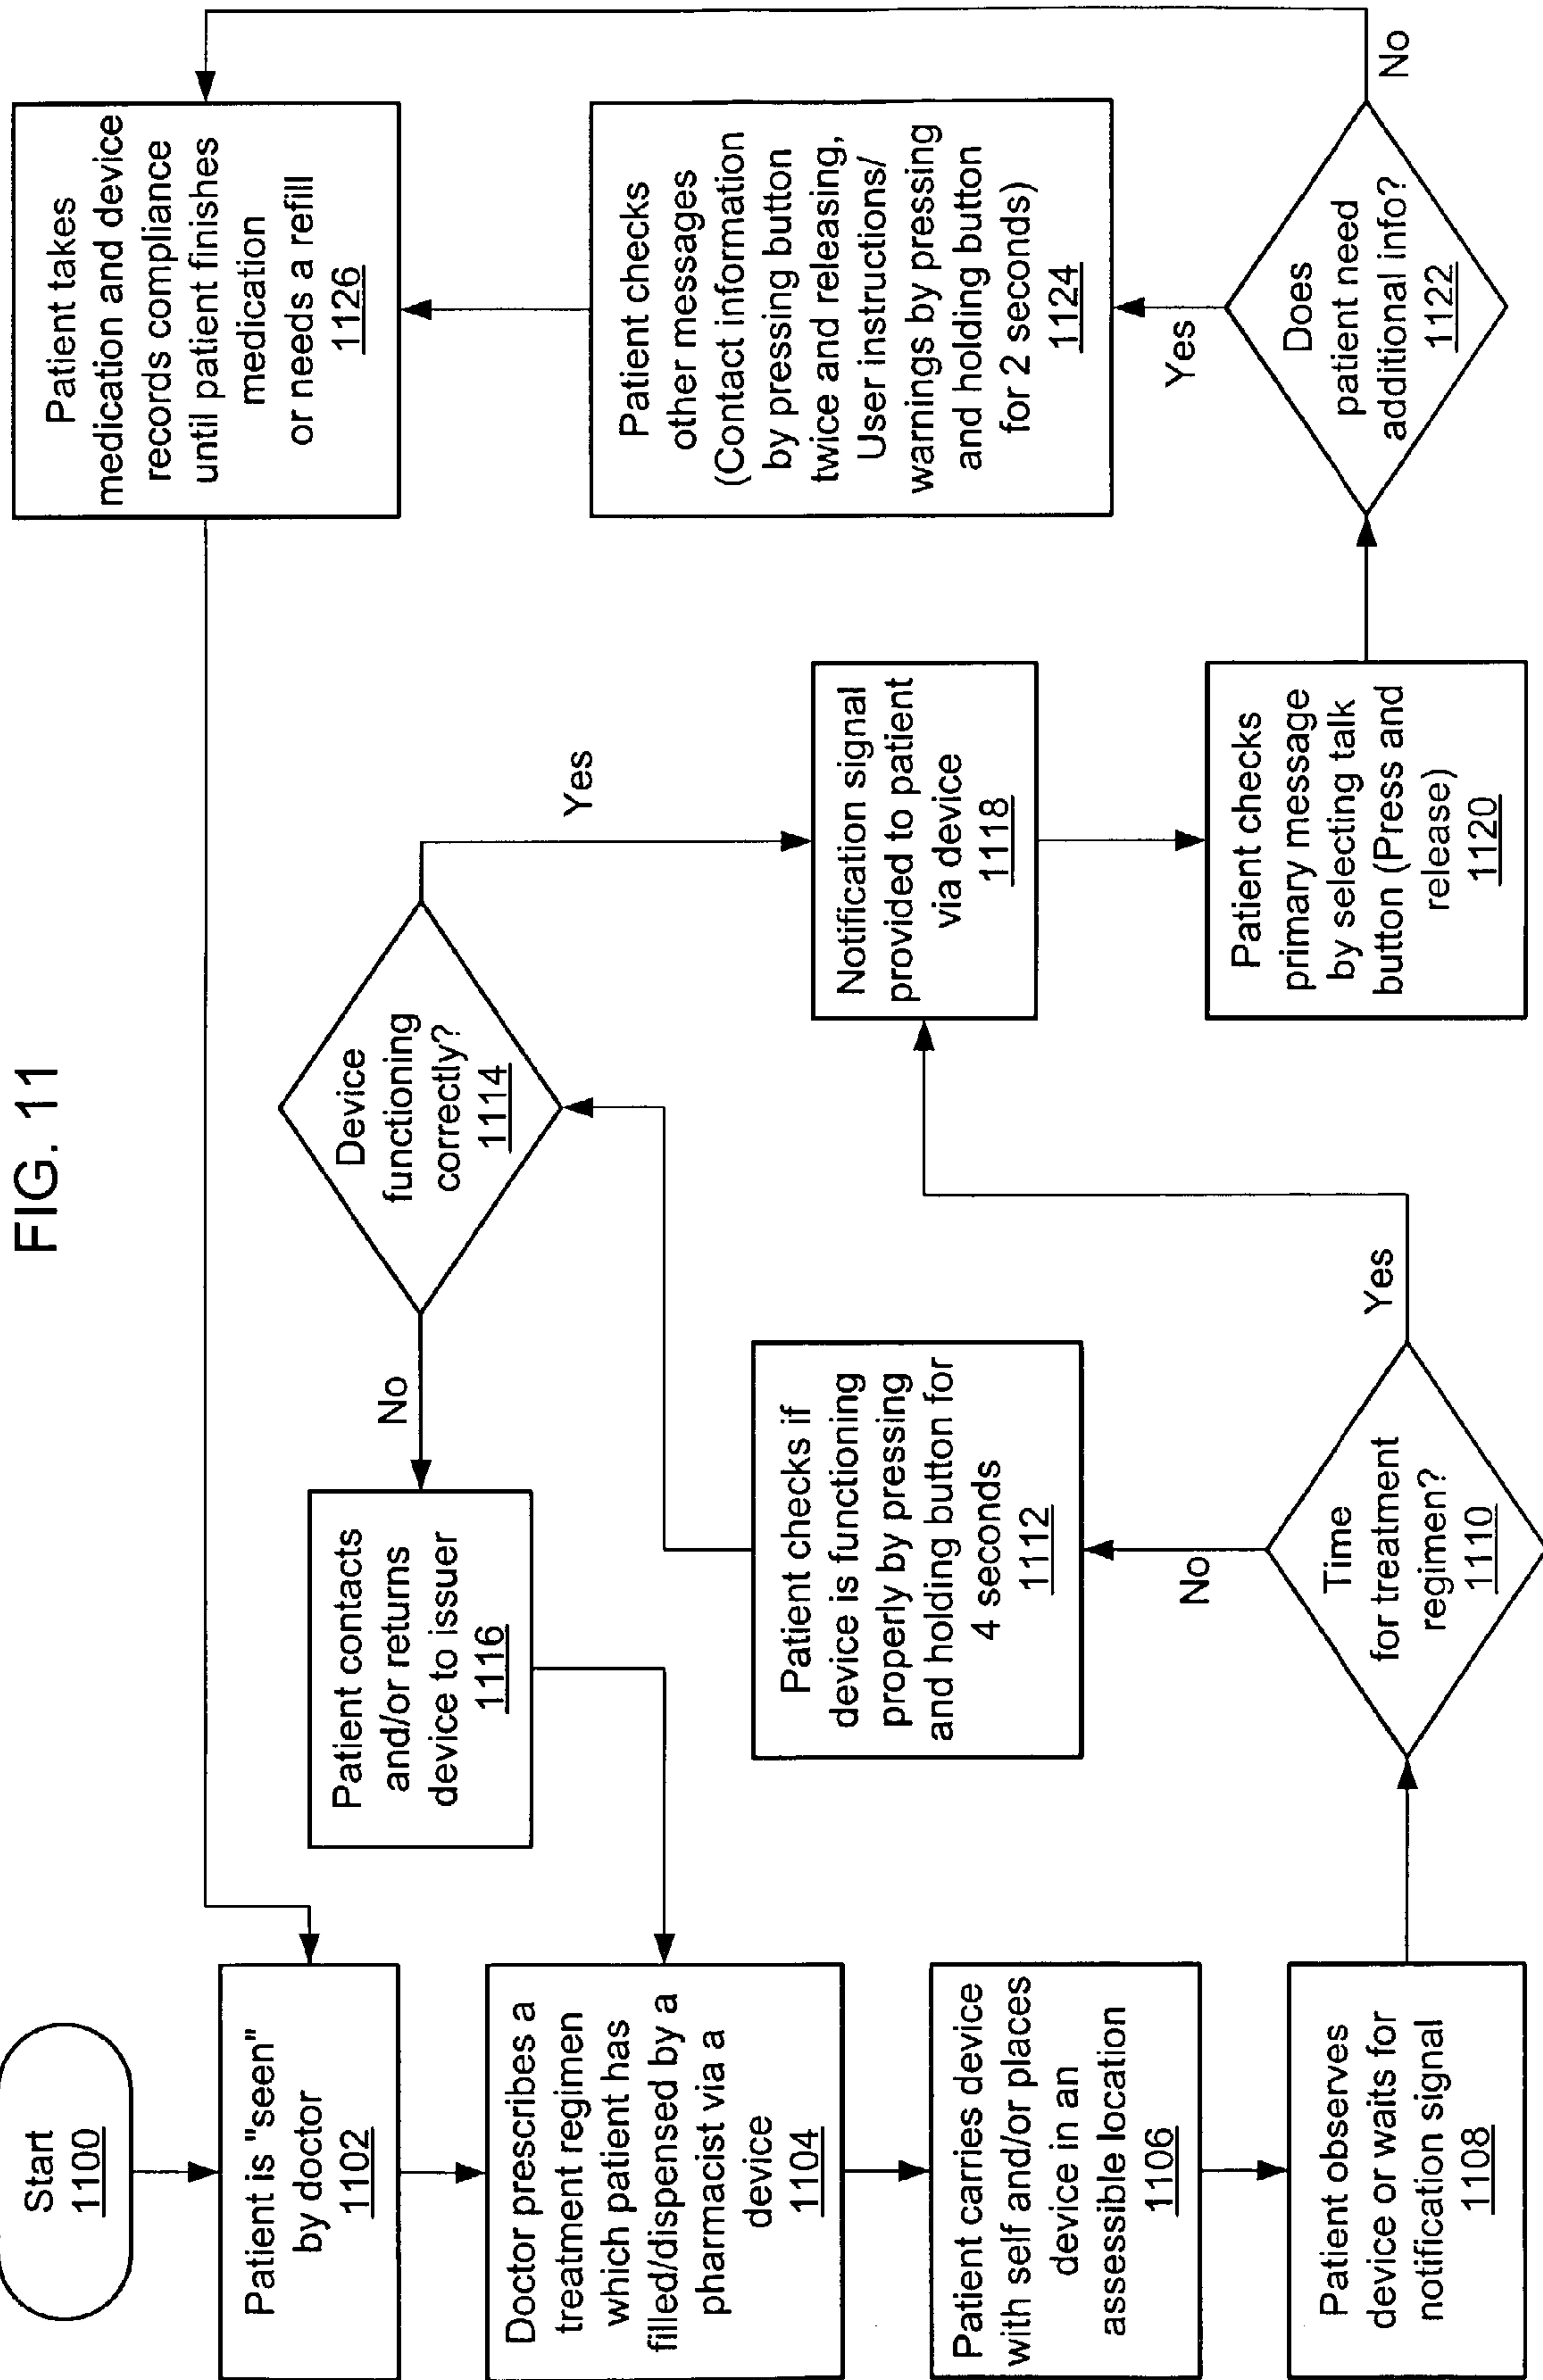 FIG. 11
Start
1100
Patient is "seen"
by doctor
1102
Doctor prescribes a
treatment regimen
which patient has
filled/dispensed by a
pharmacist via a
device
1104
Patient carries device
with self and/or places
device in an
assessible location
1106
Patient observes
device or waits for
notification signal
1108
Time
for treatment
regimen?
1110
No
Yes
Patient checks if
device is functioning
properly by pressing
and holding button for
4 seconds
1112
Device
functioning
correctly?
1114
No
Yes
Patient contacts
and/or returns
device to issuer
1116
Notification signal
provided to patient
via device
1118
Patient checks
primary message
by selecting talk
button (Press and
release)
1120
Does
patient need
additional info?
1122
Yes
No
Patient checks
other messages
(Contact information
by pressing button
twice and releasing,
User instructions/
warnings by pressing
and holding button
for 2 seconds)
1124
Patient takes
medication and device
records compliance
until patient finishes
medication
or needs a refill
1126